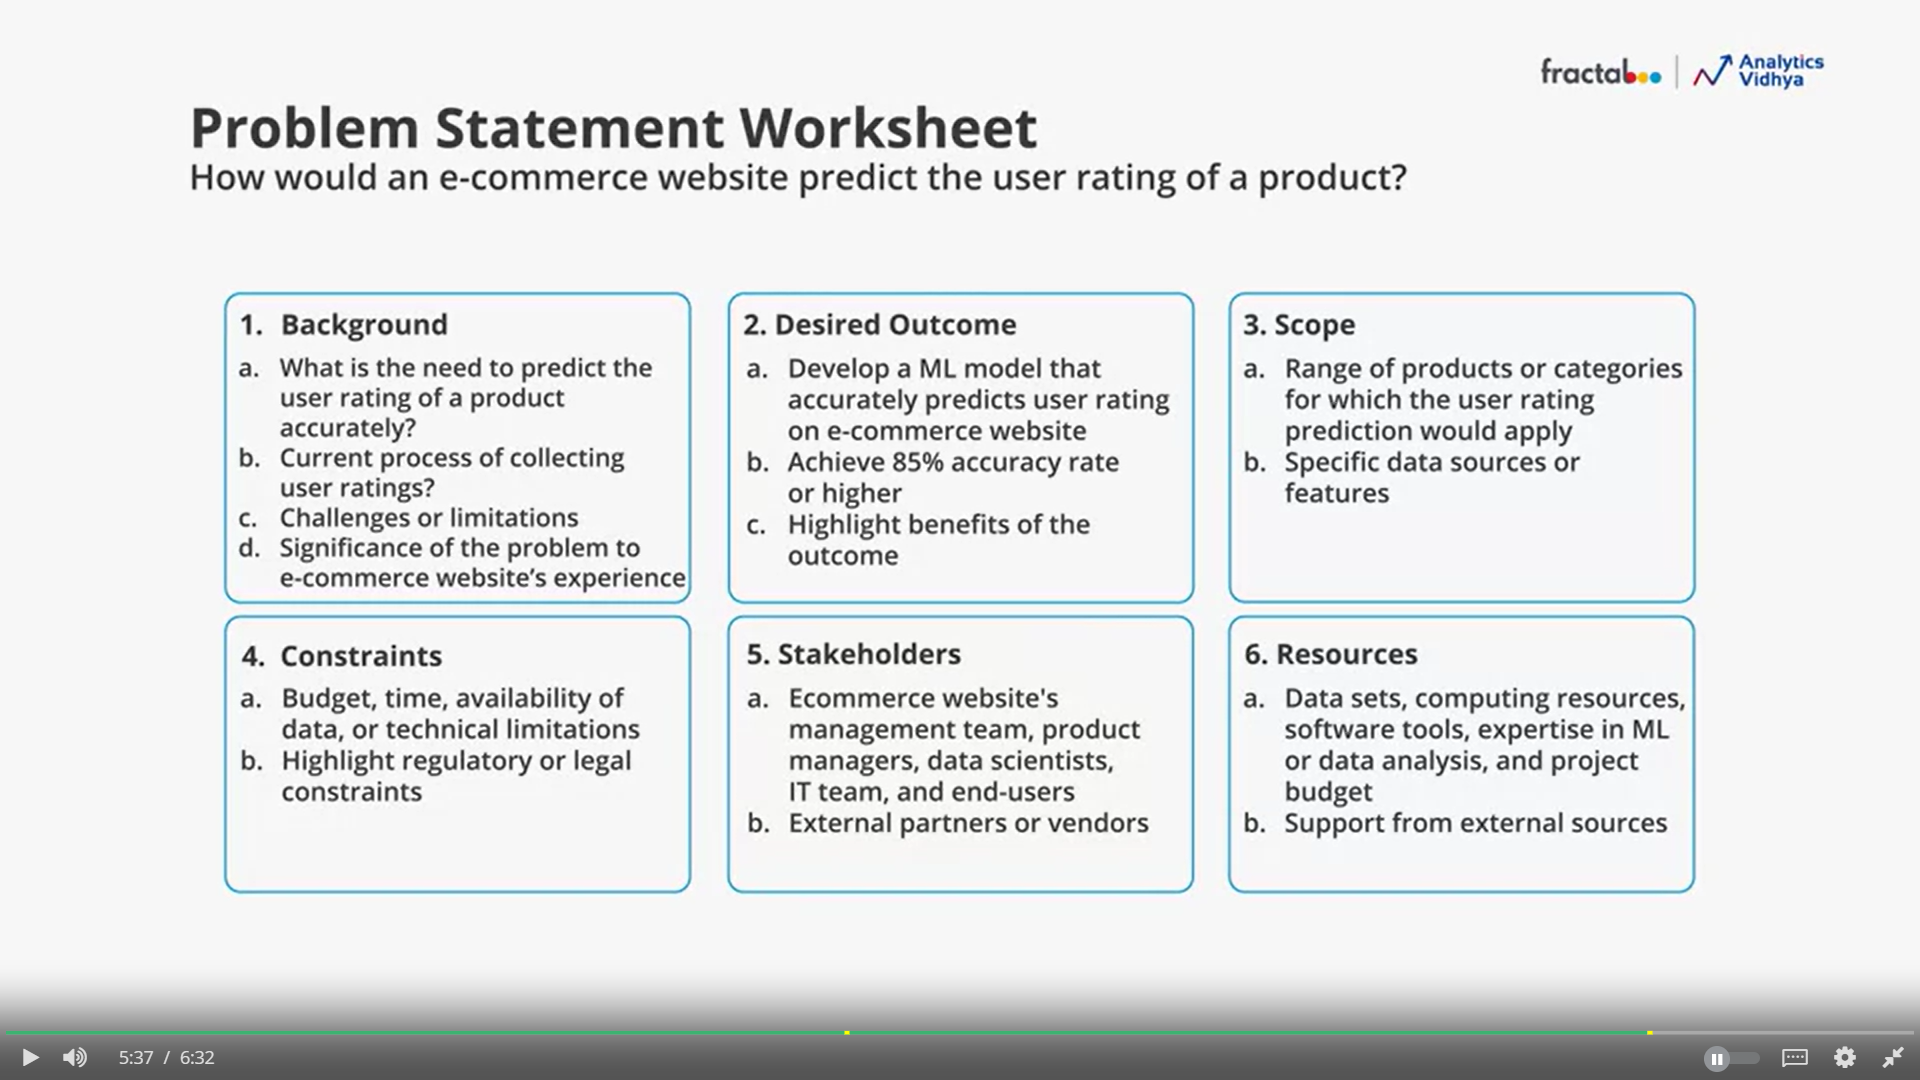 fractal
Analytics
Vidhya
Problem Statement Worksheet
How would an e-commerce website predict the user rating of a product?
1. Background
a. What is the need to predict the
user rating of a product
accurately?
b. Current process of collecting
user ratings?
c. Challenges or limitations
d. Significance of the problem to
e-commerce website’s experience
2. Desired Outcome
a. Develop a ML model that
accurately predicts user rating
on e-commerce website
b. Achieve 85% accuracy rate
or higher
c. Highlight benefits of the
outcome
3. Scope
a. Range of products or categories
for which the user rating
prediction would apply
b. Specific data sources or
features
4. Constraints
a. Budget, time, availability of
data, or technical limitations
b. Highlight regulatory or legal
constraints
5. Stakeholders
a. Ecommerce website's
management team, product
managers, data scientists,
IT team, and end-users
b. External partners or vendors
6. Resources
a. Data sets, computing resources,
software tools, expertise in ML
or data analysis, and project
budget
b. Support from external sources
5:37 / 6:32